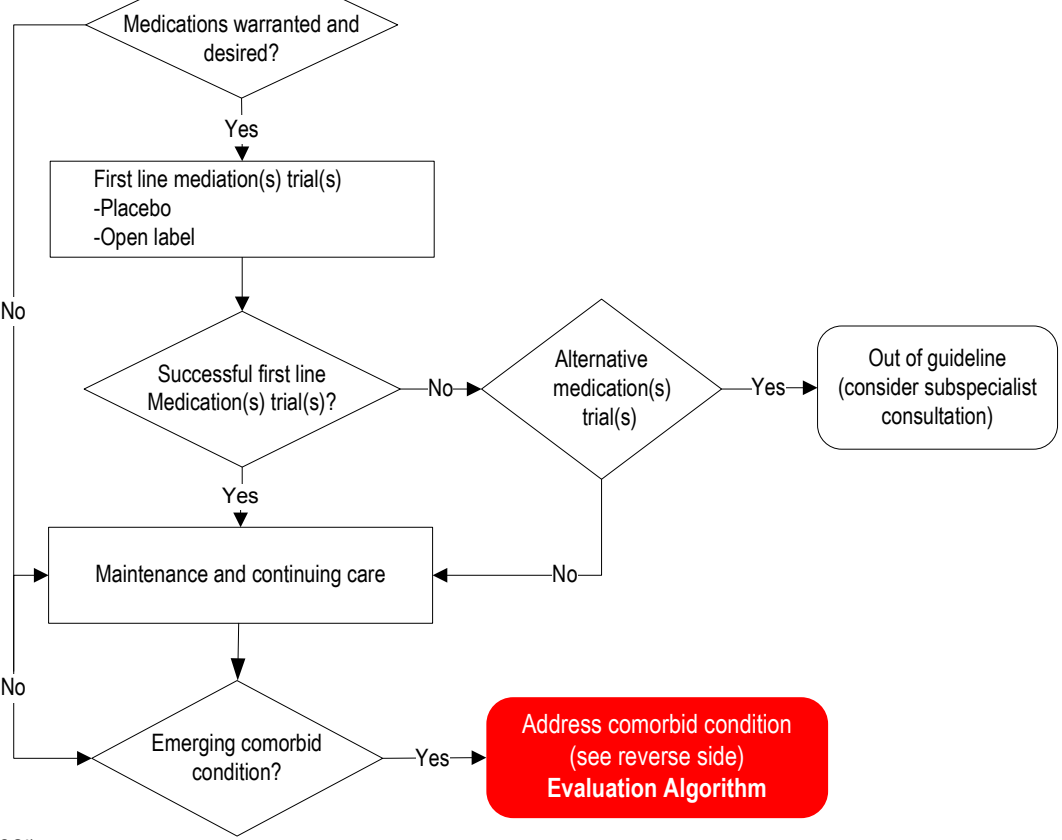 Medications warranted and
desired?
Yes
First line mediation(s) trial(s)
-Placebo
-Open label
No
Successful first line
Medication(s) trial(s)?
No
Alternative
medication(s)
trial(s)
Yes
Out of guideline
(consider subspecialist
consultation)
Yes
Maintenance and continuing care
No
No
Emerging comorbid
condition?
Yes
Address comorbid condition
(see reverse side)
Evaluation Algorithm